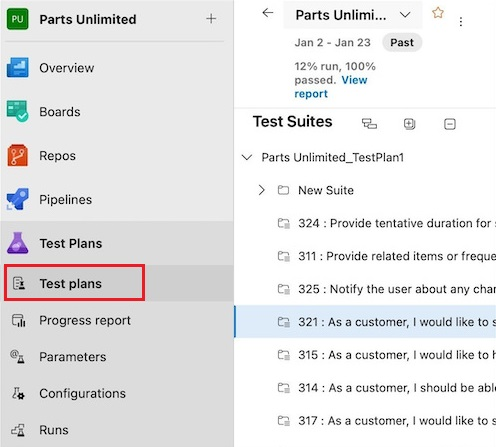 PU Parts Unlimited
Overview
Boards
Repos
Pipelines
Test Plans
Test plans
Progress report
Parameters
Configurations
Runs
Parts Unlimi...
Jan 2 - Jan 23 Past
12% run, 100%
passed. View
report
Test Suites
Parts Unlimited_TestPlan1
New Suite
324 : Provide tentative duration for s
311 : Provide related items or freque
325 : Notify the user about any chan
321 : As a customer, I would like to s
315 : As a customer, I would like to h
314 : As a customer, I should be able
317 : As a customer, I would like to s